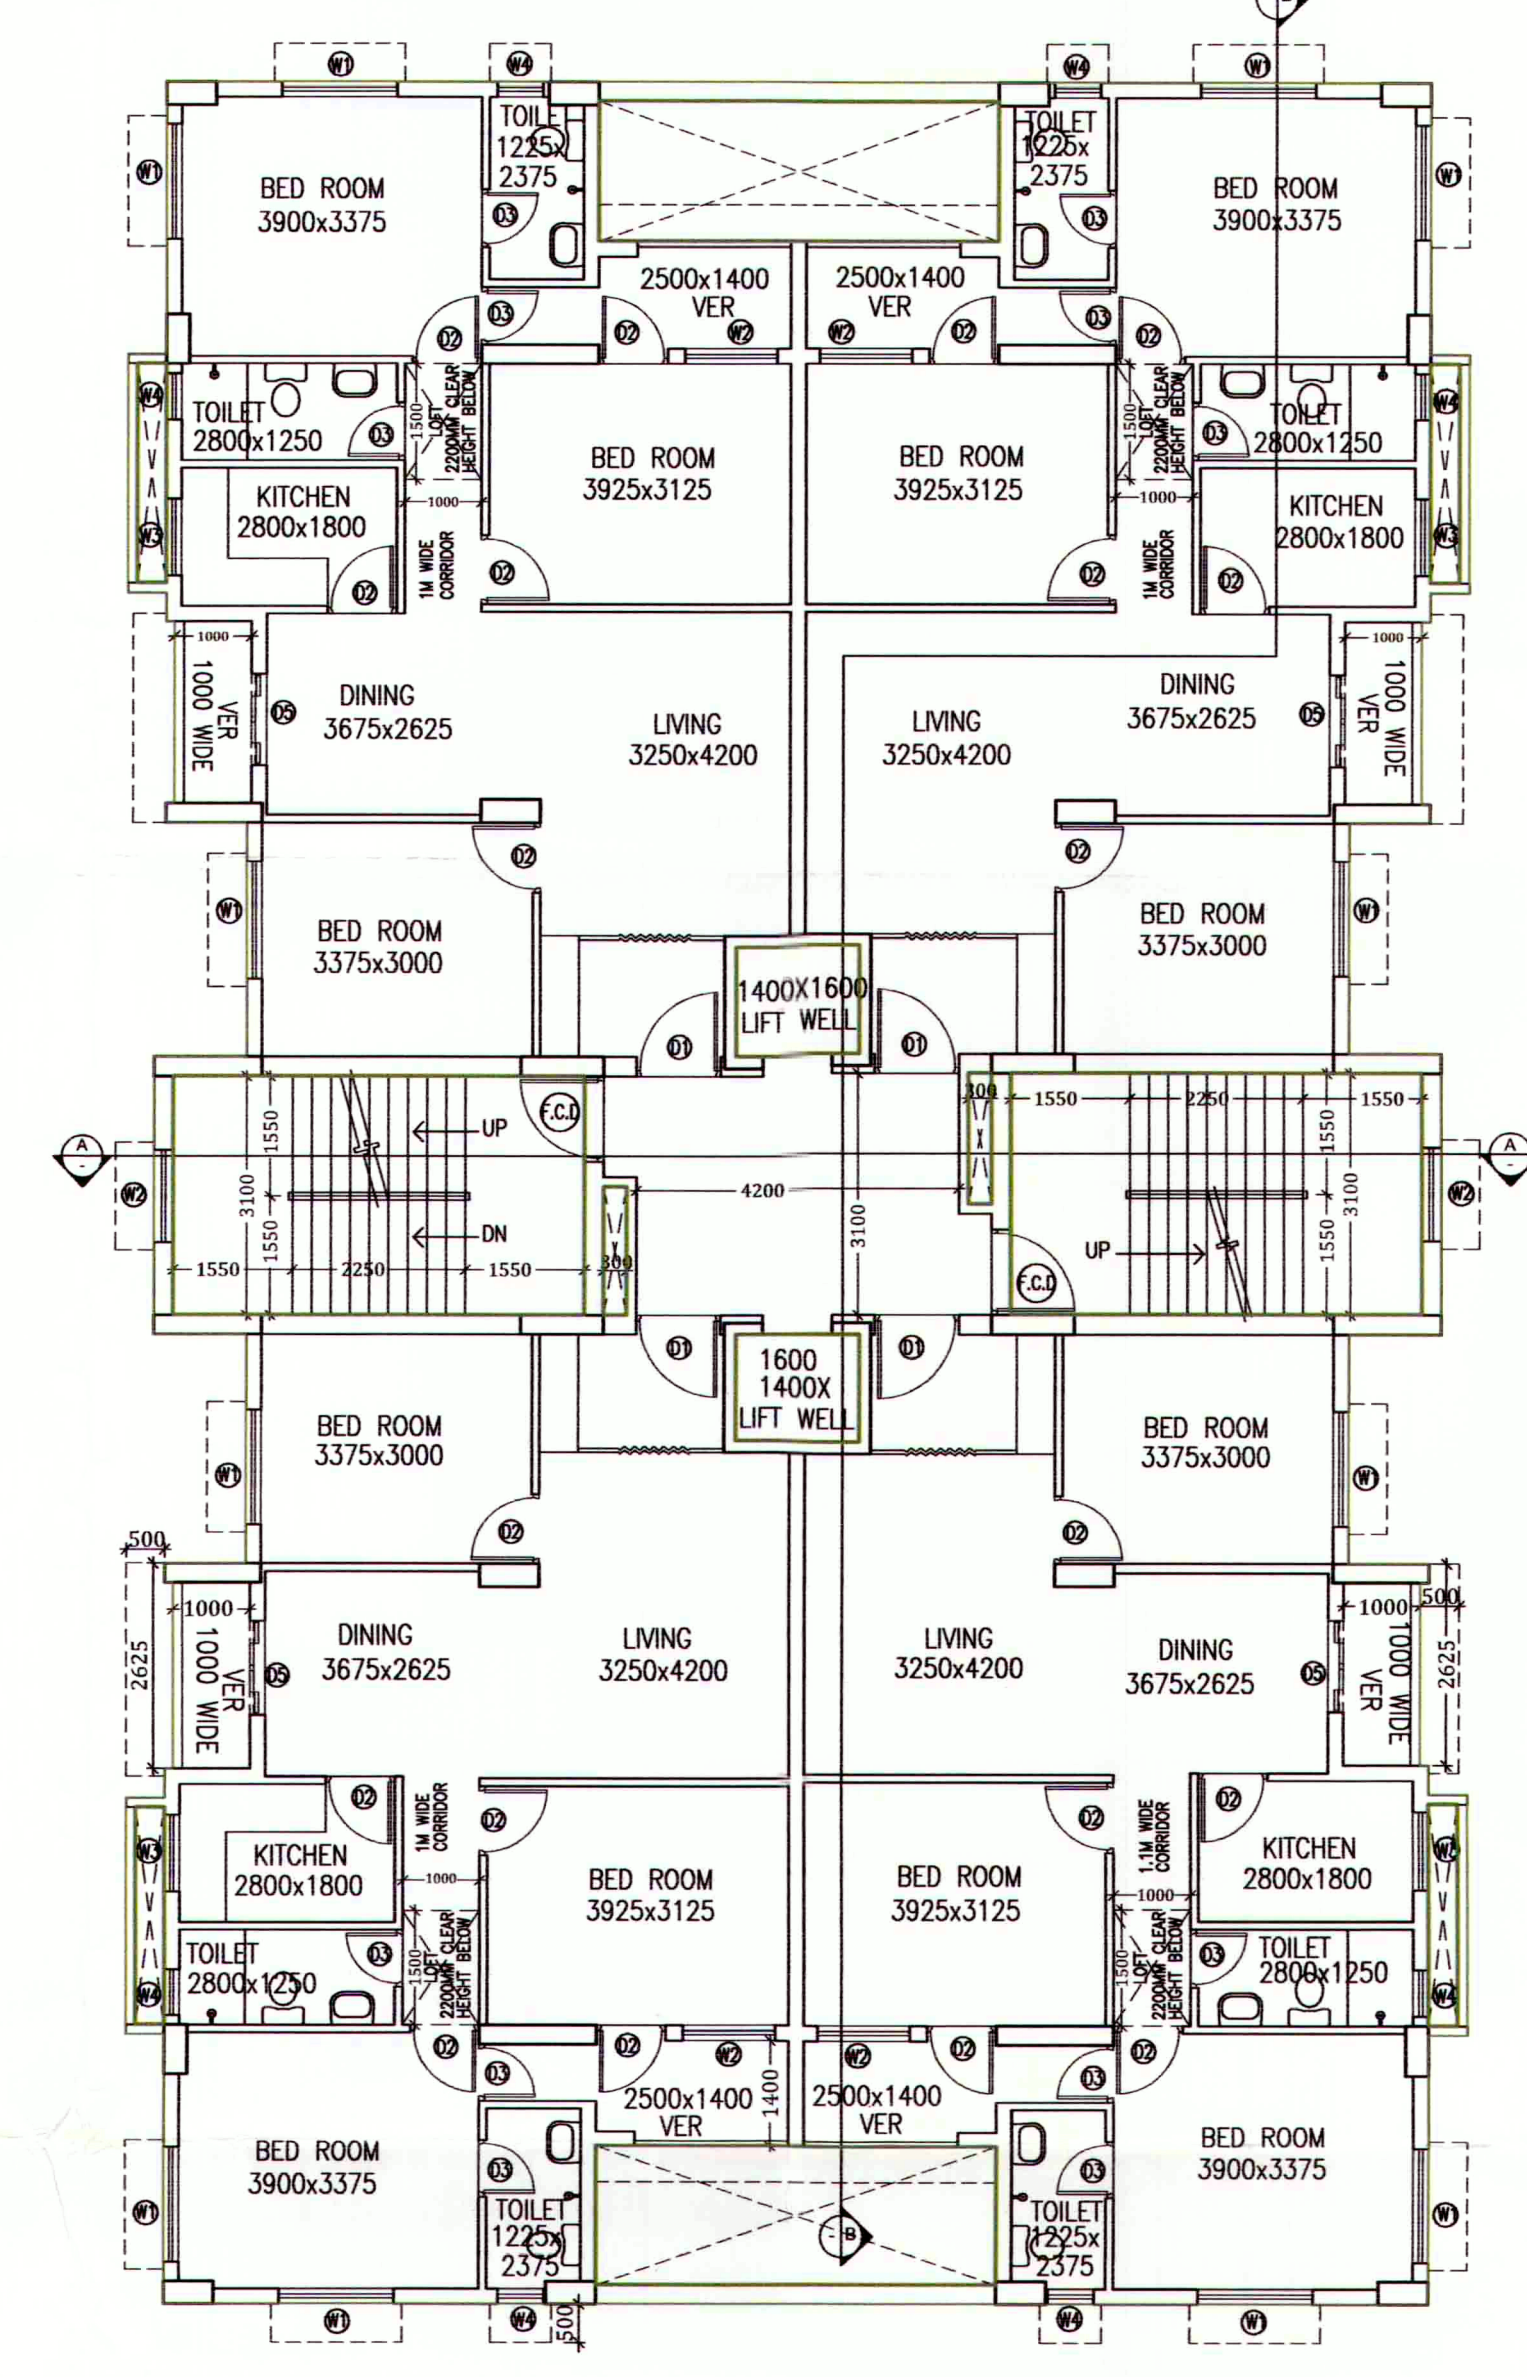 W1
W4
W4
W1
W1
BED ROOM
3900x3375
TOILE
1225x
2375
D3
TOILET
1225x
2375
D3
BED ROOM
3900x3375
W1
2500x1400
VER
2500x1400
VER
D2
D3
D2
W2
W2
D2
D3
D2
W4
TOILET
2800x1250
D3
1500
LOFT
2200MM CLEAR
HEIGHT BELOW
BED ROOM
3925x3125
BED ROOM
3925x3125
1500
LOFT
2200MM CLEAR
HEIGHT BELOW
D3
TOILET
2800x1250
W4
KITCHEN
2800x1800
W3
D2
1000
1M WIDE
CORRIDOR
D2
D2
1000
1M WIDE
CORRIDOR
D2
KITCHEN
2800x1800
W3
1000
VER
1000 WIDE
D5
DINING
3675x2625
LIVING
3250x4200
LIVING
3250x4200
DINING
3675x2625
D5
1000
1000 WIDE
VER
D2
D2
W1
BED ROOM
3375x3000
BED ROOM
3375x3000
W1
D1
1400X1600
LIFT WELL
D1
F.C.D
300
1550
2250
1550
1550
3100
UP
1550
3100
A
-
A
-
W2
W2
4200
3100
DN
1550
1550
UP
1550
2250
1550
300
F.C.D
D1
1600
1400X
LIFT WELL
D1
BED ROOM
3375x3000
BED ROOM
3375x3000
W1
W1
D2
D2
500
1000
2625
VER
1000 WIDE
D5
DINING
3675x2625
LIVING
3250x4200
LIVING
3250x4200
DINING
3675x2625
D5
1000
500
1000 WIDE
VER
2625
D2
1M WIDE
CORRIDOR
D2
D2
1.1M WIDE
CORRIDOR
D2
W3
KITCHEN
2800x1800
1000
BED ROOM
3925x3125
BED ROOM
3925x3125
1000
KITCHEN
2800x1800
W3
TOILET
2800x1250
D3
1500
LOFT
2200MM CLEAR
HEIGHT BELOW
1500
LOFT
2200MM CLEAR
HEIGHT BELOW
D3
TOILET
2800x1250
W4
W4
D2
D3
D2
W2
W2
D2
D3
D2
2500x1400
VER
1400
2500x1400
VER
BED ROOM
3900x3375
D3
D3
BED ROOM
3900x3375
W1
TOILET
1225x
2375
B
TOILET
1225x
2375
W1
W1
W4
500
W4
W1